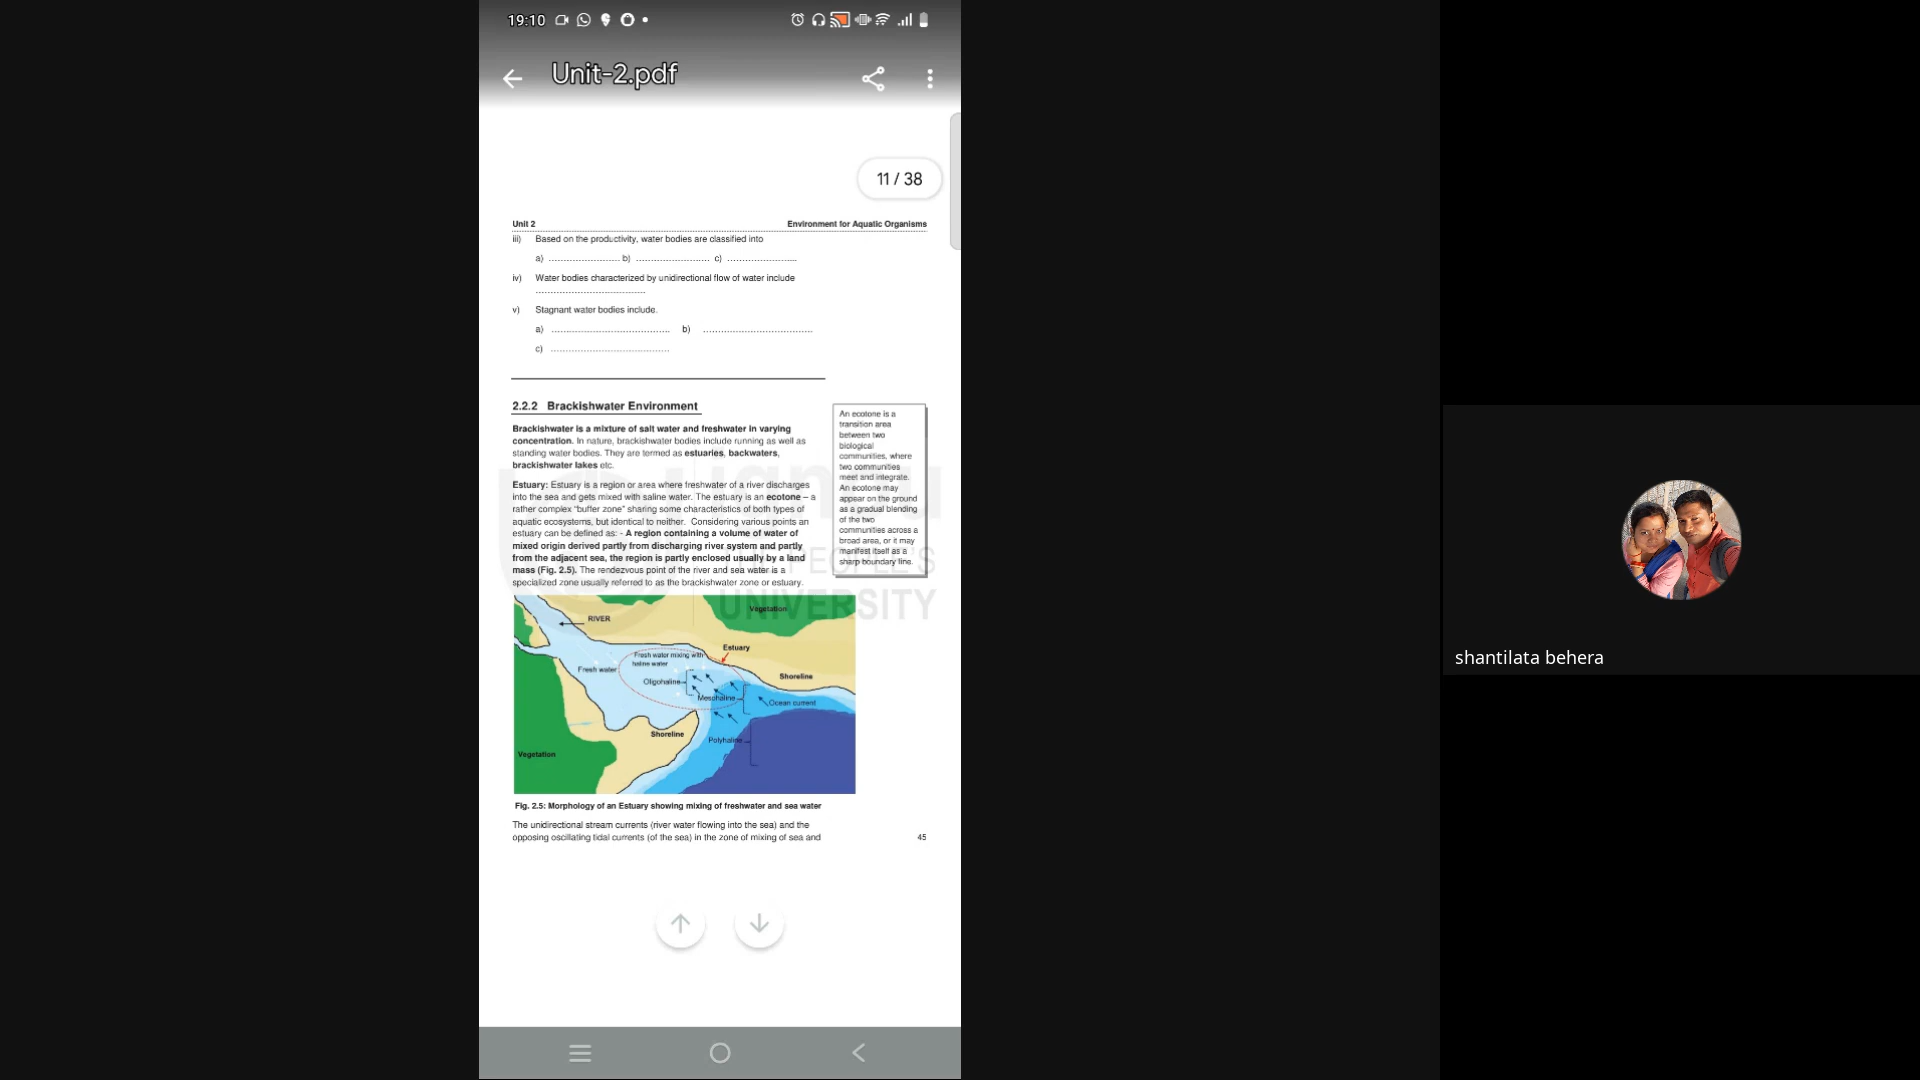 19:10
Unit-2.pdf
11 / 38
Unit 2 Environment for Aquatic Organisms
iii) Based on the productivity, water bodies are classified into
a) ........................ b) ......................... c) ........................
iv) Water bodies characterized by unidirectional flow of water include
.....................................
v) Stagnant water bodies include.
a) ........................................ b) .....................................
c) ........................................
2.2.2 Brackishwater Environment
Brackishwater is a mixture of salt water and freshwater in varying
concentration. In nature, brackishwater bodies include running as well as
standing water bodies. They are termed as estuaries, backwaters,
brackishwater lakes etc.
Estuary: Estuary is a region or area where freshwater of a river discharges
into the sea and gets mixed with saline water. The estuary is an ecotone – a
rather complex "buffer zone" sharing some characteristics of both types of
aquatic ecosystems, but identical to neither. Considering various points an
estuary can be defined as: - A region containing a volume of water of
mixed origin derived partly from discharging river system and partly
from the adjacent sea, the region is partly enclosed usually by a land
mass (Fig. 2.5). The rendezvous point of the river and sea water is a
specialized zone usually referred to as the brackishwater zone or estuary.
An ecotone is a
transition area
between two
biological
communities, where
two communities
meet and integrate.
An ecotone may
appear on the ground
as a gradual blending
of the two
communities across a
broad area, or it may
manifest itself as a
sharp boundary line.
PEOPLE'S
UNIVERSITY
Vegetation
RIVER
Estuary
Fresh water mixing with
haline water
Fresh water
Shoreline
Oligohaline
Mesohaline
Ocean current
Shoreline
Polyhaline
Vegetation
Fig. 2.5: Morphology of an Estuary showing mixing of freshwater and sea water
The unidirectional stream currents (river water flowing into the sea) and the
opposing oscillating tidal currents (of the sea) in the zone of mixing of sea and
45
shantilata behera